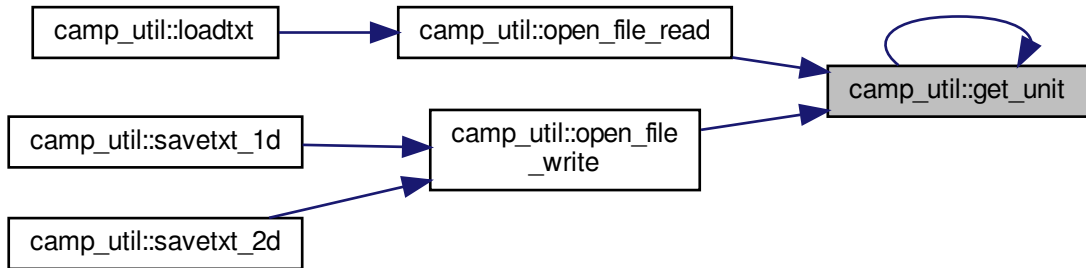 camp_util::loadtxt
camp_util::open_file_read
camp_util::get_unit
camp_util::savetxt_1d
camp_util::open_file
_write
camp_util::savetxt_2d